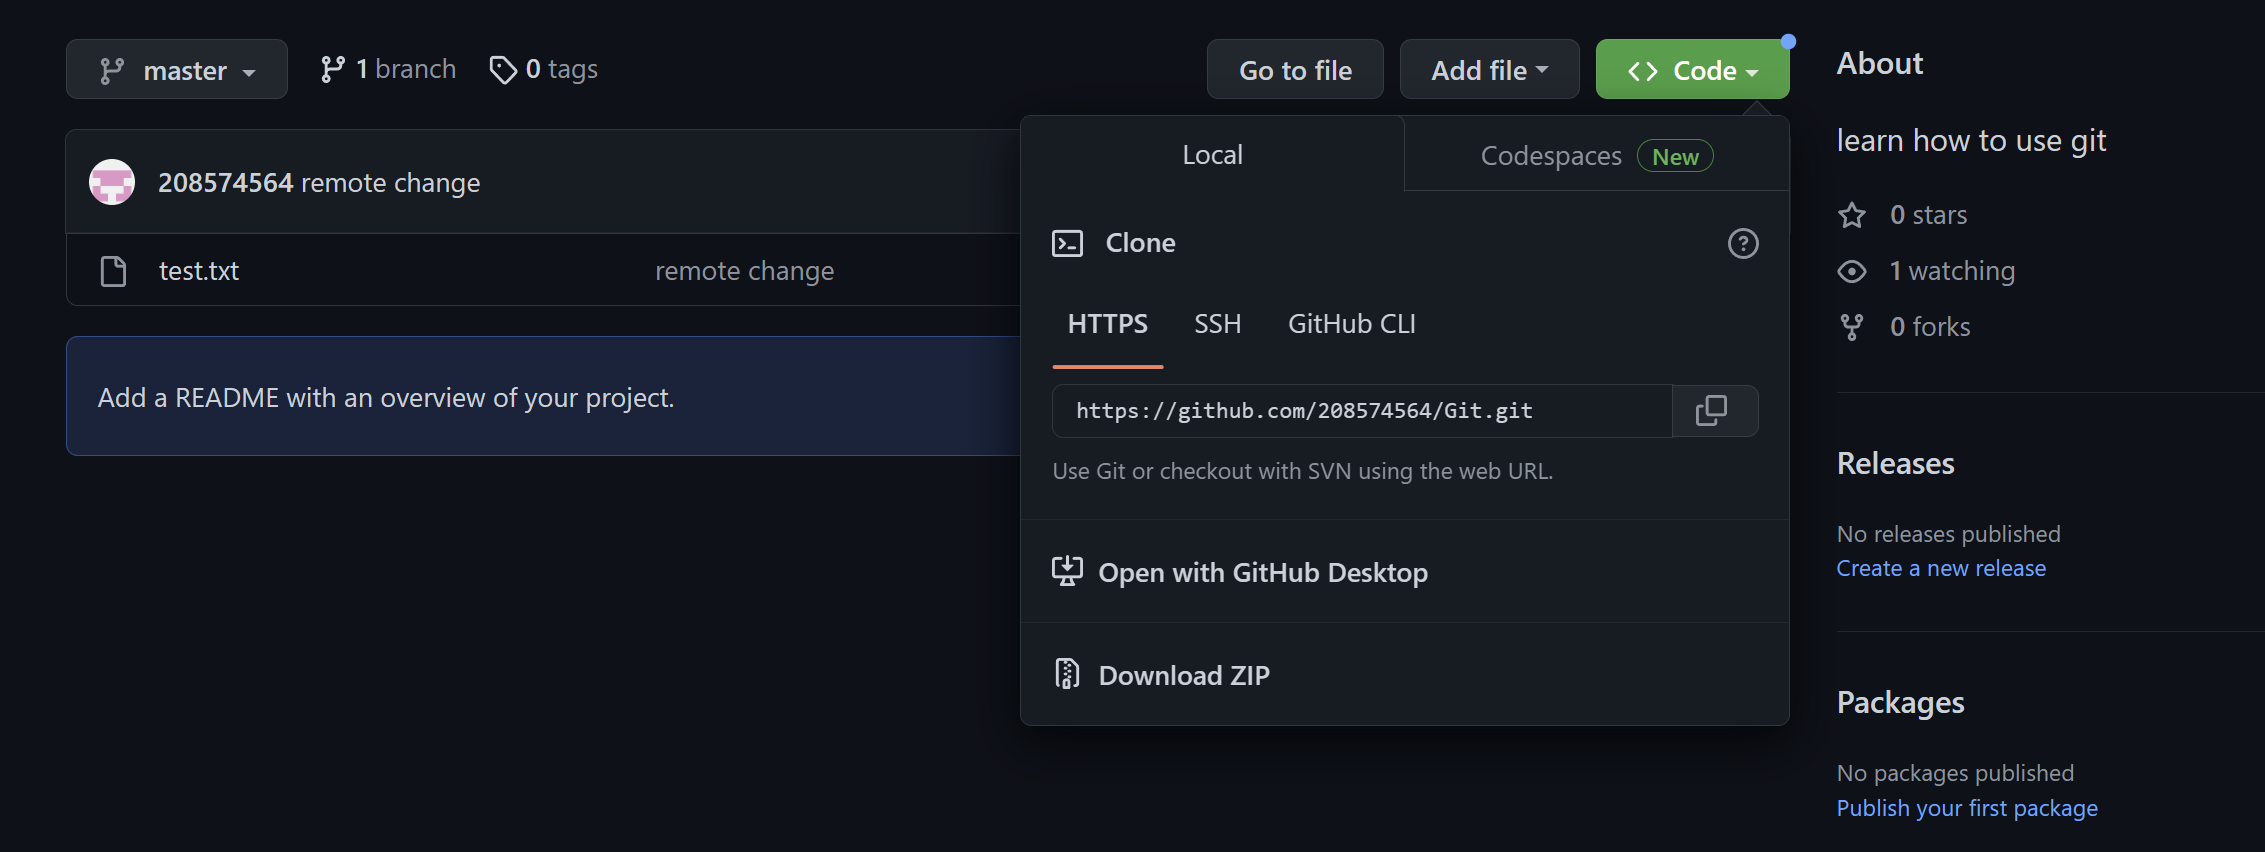 master 1 branch 0 tags Go to file Add file Code
208574564 remote change
test.txt remote change
Add a README with an overview of your project.
Local Codespaces New
Clone
HTTPS SSH GitHub CLI
https://github.com/208574564/Git.git
Use Git or checkout with SVN using the web URL.
Open with GitHub Desktop
Download ZIP
About
learn how to use git
0 stars
1 watching
0 forks
Releases
No releases published
Create a new release
Packages
No packages published
Publish your first package